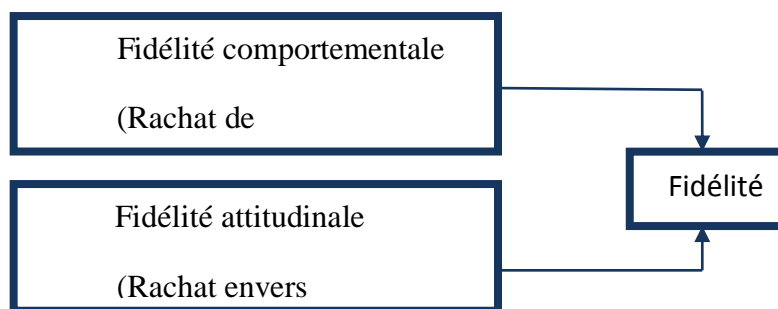 Fidélité comportementale
(Rachat de
Fidélité attitudinale
(Rachat envers
Fidélité